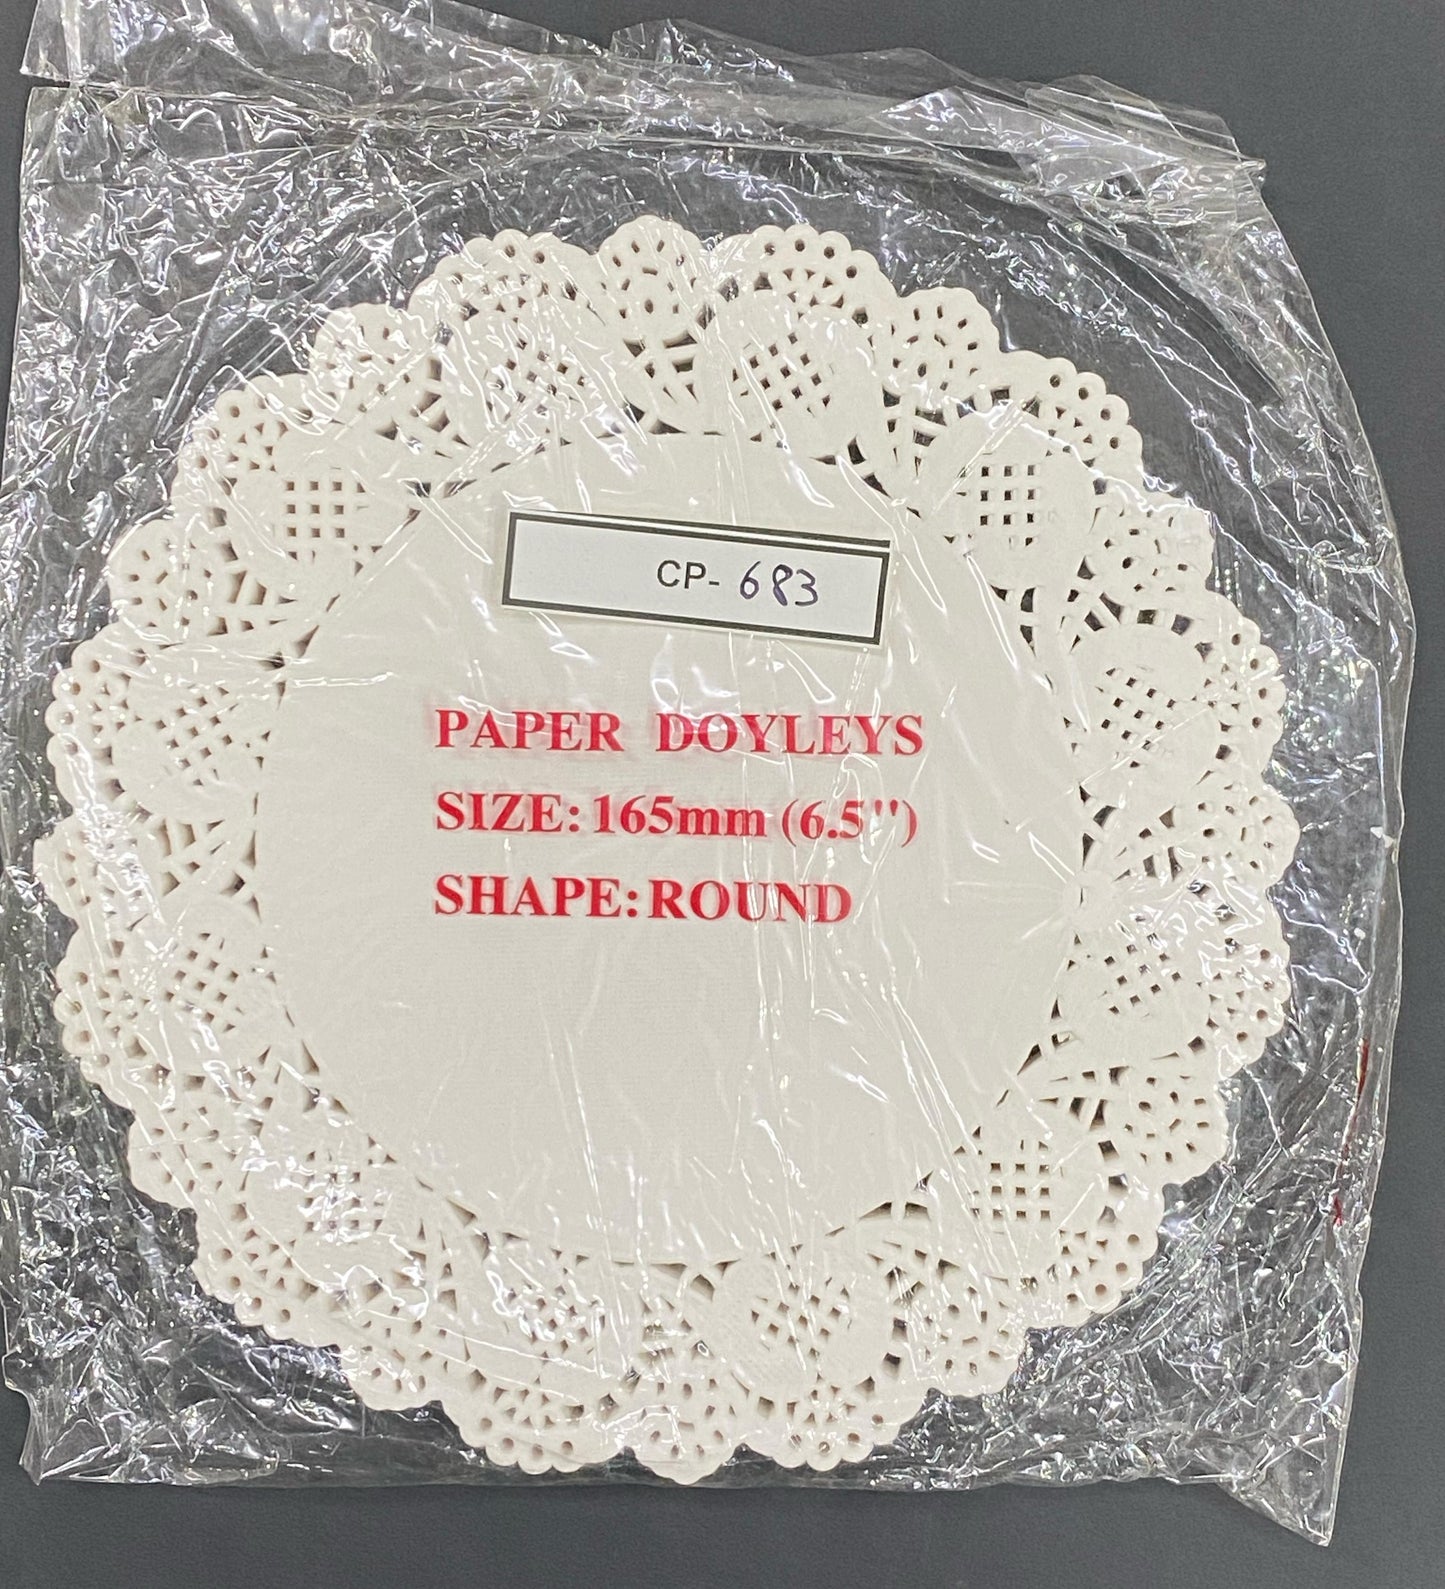 CP- 683
PAPER DOYLEYS
SIZE: 165mm (6.5'')
SHAPE: ROUND